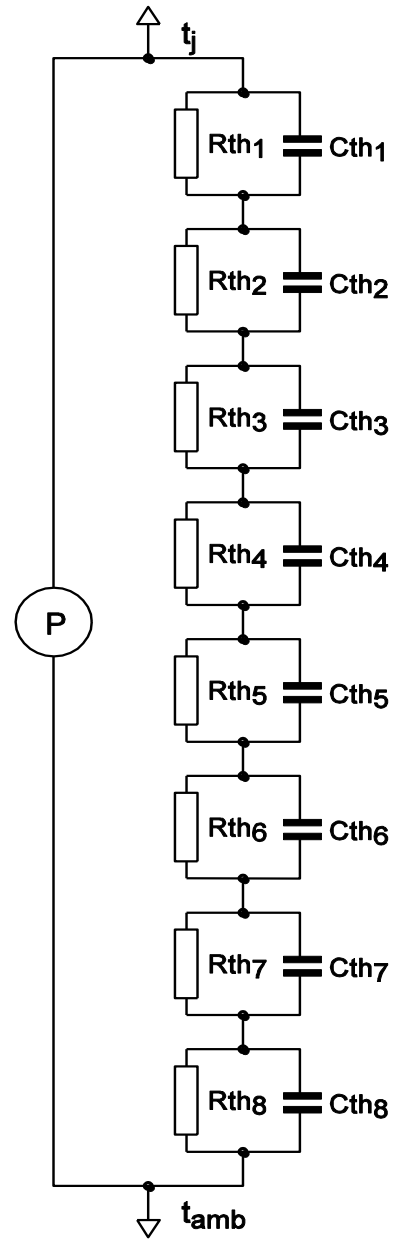 tj
Rth1 Cth1
Rth2 Cth2
Rth3 Cth3
Rth4 Cth4
P
Rth5 Cth5
Rth6 Cth6
Rth7 Cth7
Rth8 Cth8
tamb